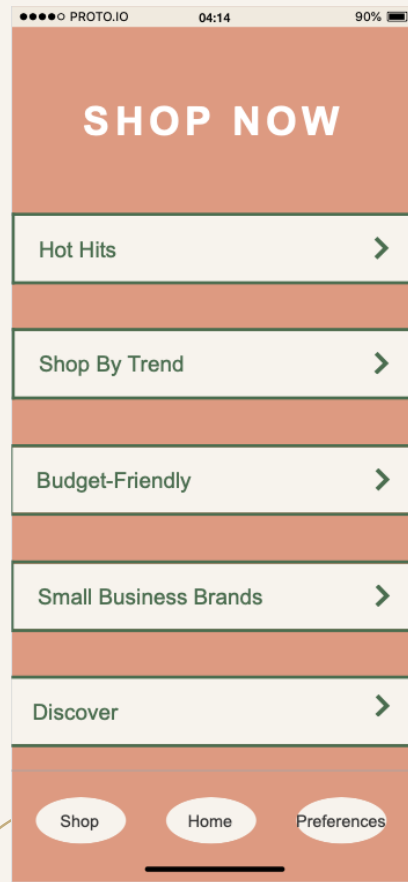 PROTO.IO 04:14 90%
SHOP NOW
Hot Hits
Shop By Trend
Budget-Friendly
Small Business Brands
Discover
Shop Home Preferences